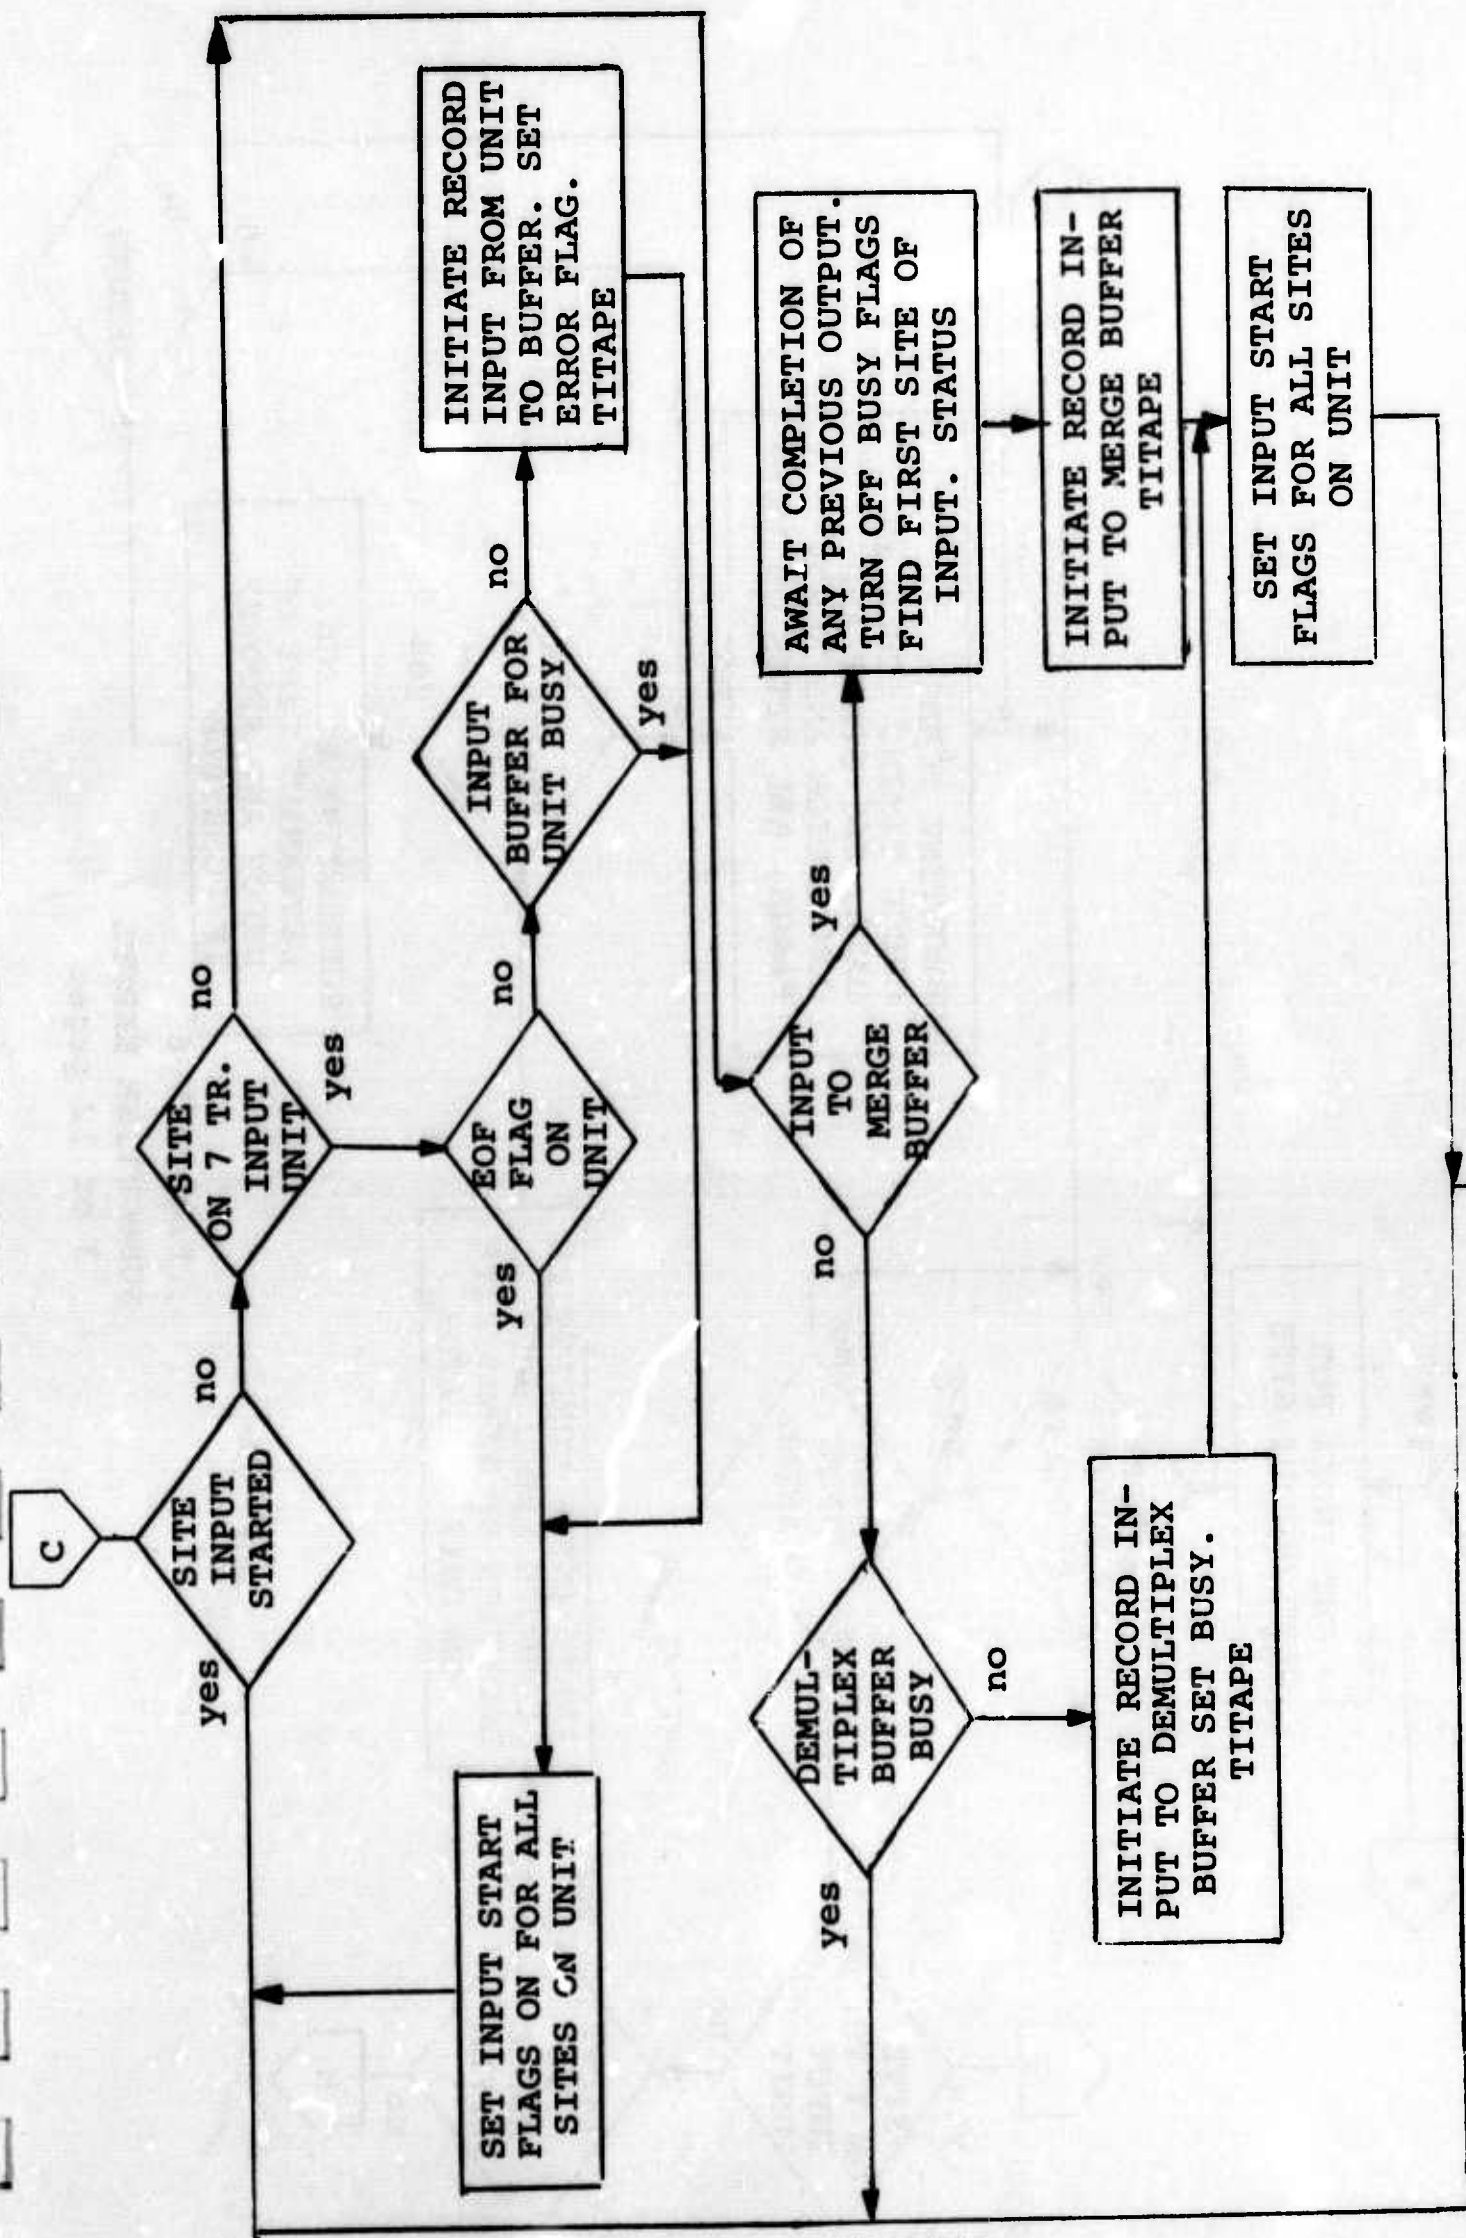 C
SITE
INPUT
STARTED
yes
no
SITE
ON 7 TR.
INPUT
UNIT
no
yes
EOF
FLAG
ON
UNIT
yes
no
INPUT
BUFFER FOR
UNIT BUSY
no
yes
INITIATE RECORD
INPUT FROM UNIT
TO BUFFER. SET
ERROR FLAG.
TITAPE
SET INPUT START
FLAGS ON FOR ALL
SITES ON UNIT
INPUT
TO
MERGE
BUFFER
yes
no
AWAIT COMPLETION OF
ANY PREVIOUS OUTPUT.
TURN OFF BUSY FLAGS
FIND FIRST SITE OF
INPUT. STATUS
INITIATE RECORD IN-
PUT TO MERGE BUFFER
TITAPE
SET INPUT START
FLAGS FOR ALL SITES
ON UNIT
DEMUL-
TIPLEX
BUFFER
BUSY
yes
no
INITIATE RECORD IN-
PUT TO DEMULTIPLEX
BUFFER SET BUSY.
TITAPE